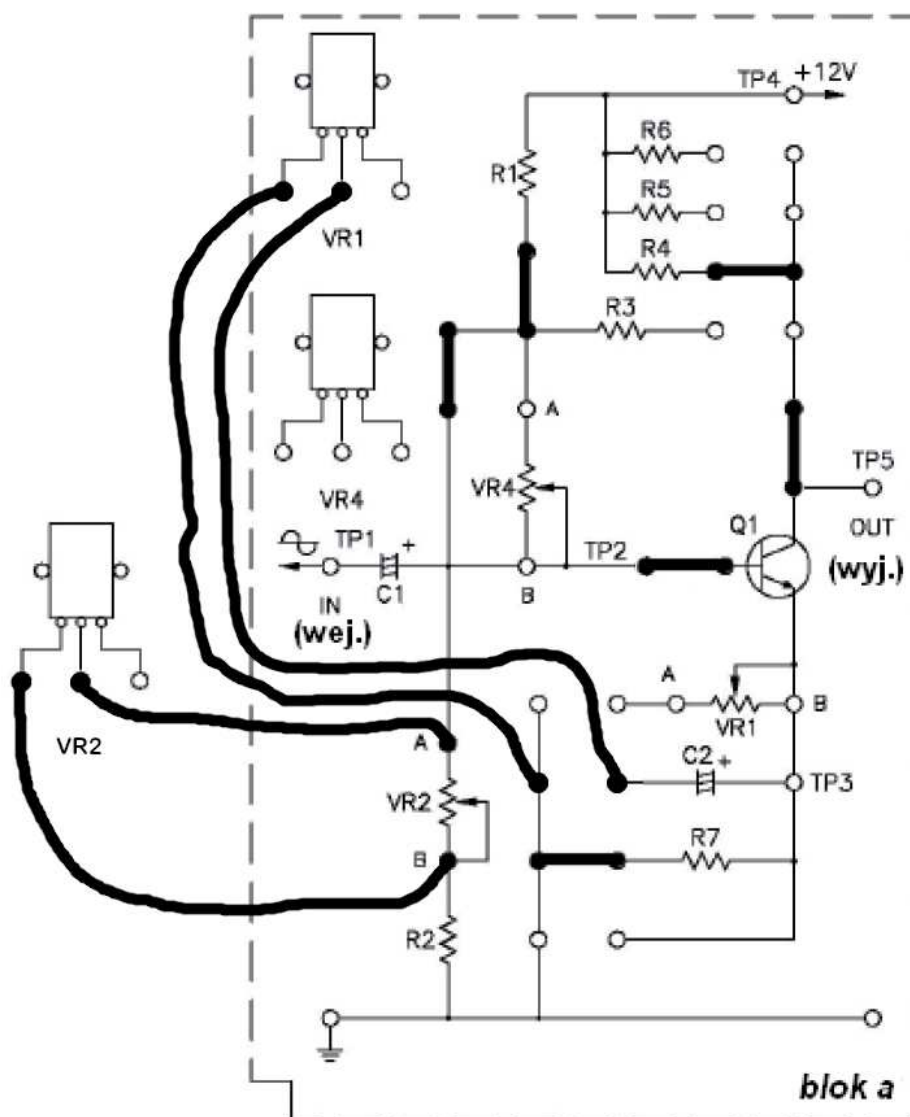 TP4 +12V
R6
R1
R5
VR1
R4
R3
A
VR4
TP5
VR4
Q1
OUT
(wyj.)
TP1
+
TP2
C1
B
IN
(wej.)
A
B
VR1
VR2
A
C2 +
TP3
VR2
B
R7
R2
blok a